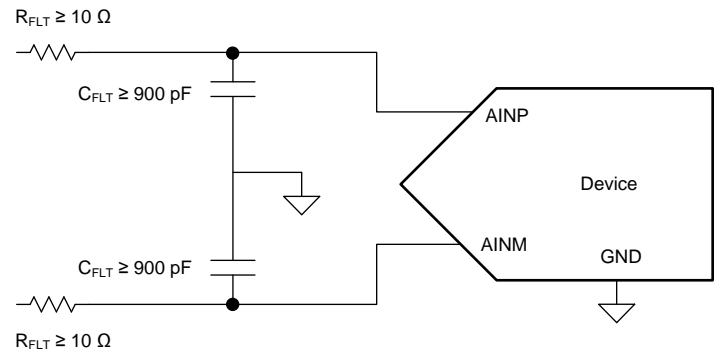 R_FLT ≥ 10 Ω
C_FLT ≥ 900 pF
AINP
Device
AINM
GND
C_FLT ≥ 900 pF
R_FLT ≥ 10 Ω